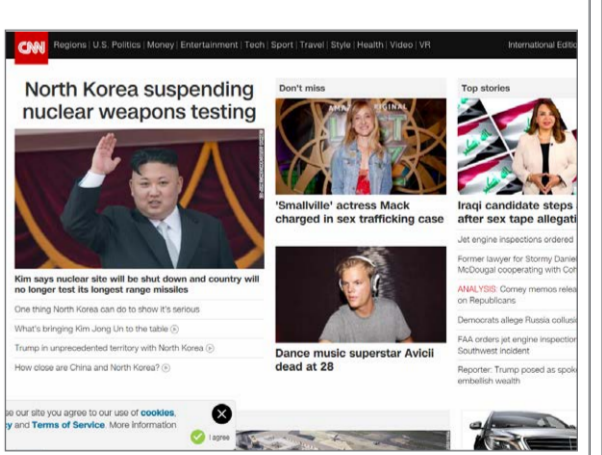 CNN
Regions | U.S. Politics | Money | Entertainment | Tech | Sport | Travel | Style | Health | Video | VR
International Editio
North Korea suspending
nuclear weapons testing
Kim says nuclear site will be shut down and country will
no longer test its longest range missiles
One thing North Korea can do to show it's serious
What's bringing Kim Jong Un to the table
Trump in unprecedented territory with North Korea
How close are China and North Korea?
Don't miss
'Smallville' actress Mack
charged in sex trafficking case
Dance music superstar Avicii
dead at 28
Top stories
Iraqi candidate steps
after sex tape allegati
Jet engine inspections ordered
Former lawyer for Stormy Danie
McDougal cooperating with Coh
ANALYSIS: Comey memos relea
on Republicans
Democrats allege Russia collusi
FAA orders jet engine inspection
Southwest incident
Reporter: Trump posed as spok
embellish wealth
se our site you agree to our use of cookies,
cy and Terms of Service. More information
I agree